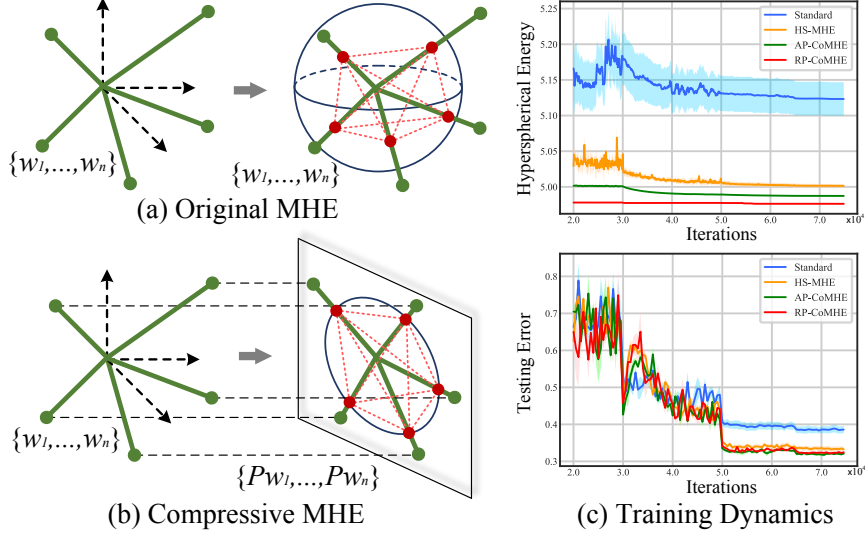 {w1,...,wn}
{w1,...,wn}
(a) Original MHE
{w1,...,wn}
{Pw1,...,Pwn}
(b) Compressive MHE
Hyperspherical Energy
5.25
5.20
5.15
5.10
5.05
5.00
Standard
HS-MHE
AP-CoMHE
RP-CoMHE
2.0 3.0 4.0 5.0 6.0 7.0 x10⁴
Iterations
Testing Error
0.8
0.7
0.6
0.5
0.4
0.3
Standard
HS-MHE
AP-CoMHE
RP-CoMHE
2.0 3.0 4.0 5.0 6.0 7.0 x10⁴
Iterations
(c) Training Dynamics